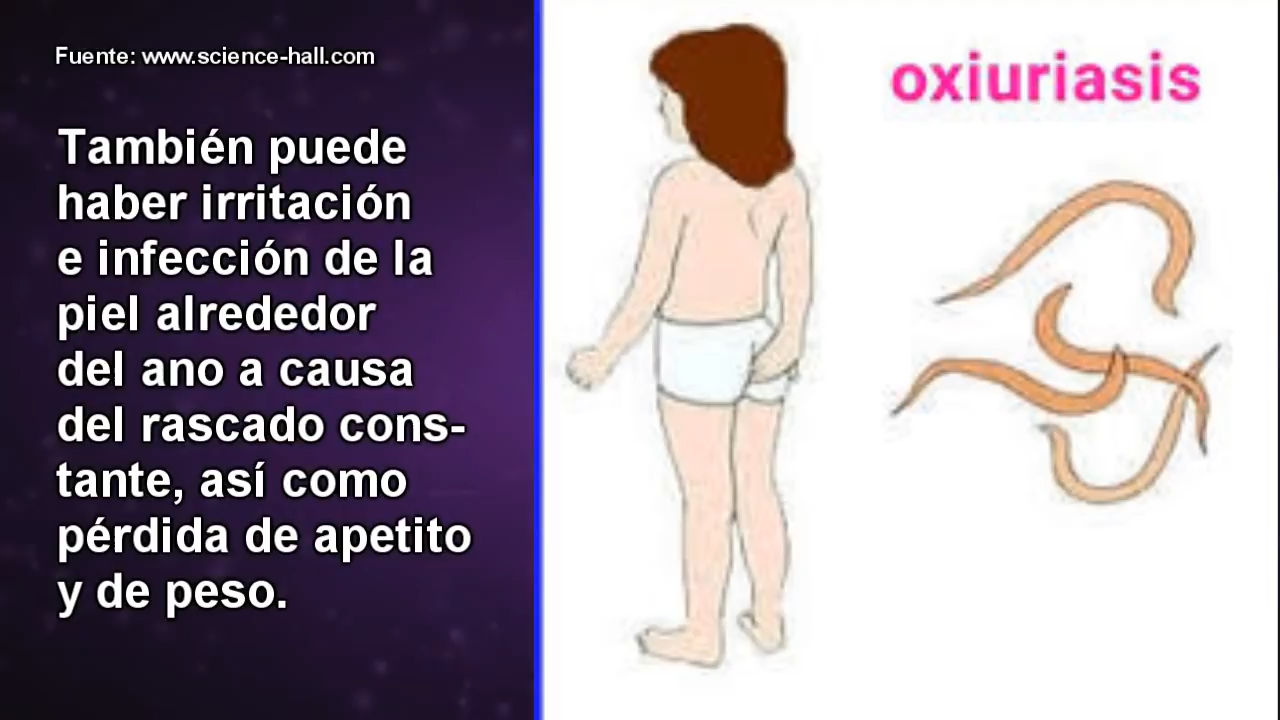 Fuente: www.science-hall.com
También puede
haber irritación
e infección de la
piel alrededor
del ano a causa
del rascado cons-
tante, así como
pérdida de apetito
y de peso.
oxiuriasis